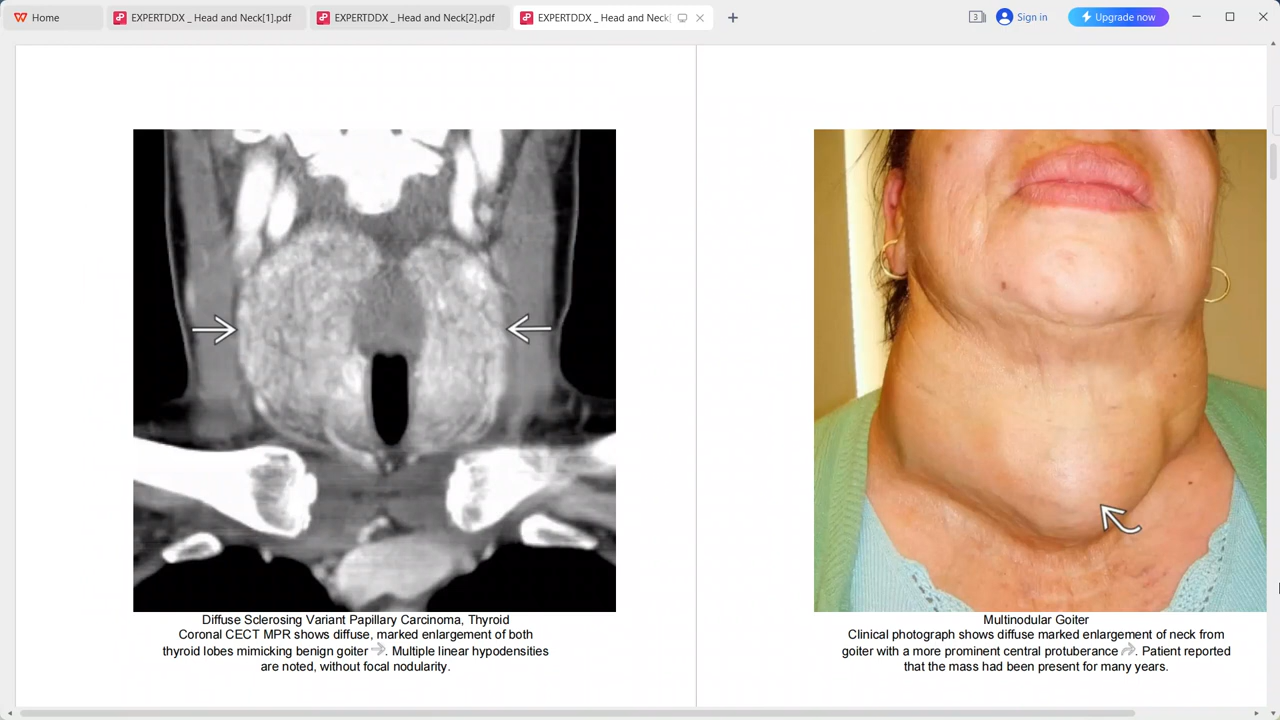 Home
EXPERTDDX _ Head and Neck[1].pdf
EXPERTDDX _ Head and Neck[2].pdf
EXPERTDDX _ Head and Neck
3
Sign in
Upgrade now
Diffuse Sclerosing Variant Papillary Carcinoma, Thyroid
Coronal CECT MPR shows diffuse, marked enlargement of both
thyroid lobes mimicking benign goiter . Multiple linear hypodensities
are noted, without focal nodularity.
Multinodular Goiter
Clinical photograph shows diffuse marked enlargement of neck from
goiter with a more prominent central protuberance . Patient reported
that the mass had been present for many years.